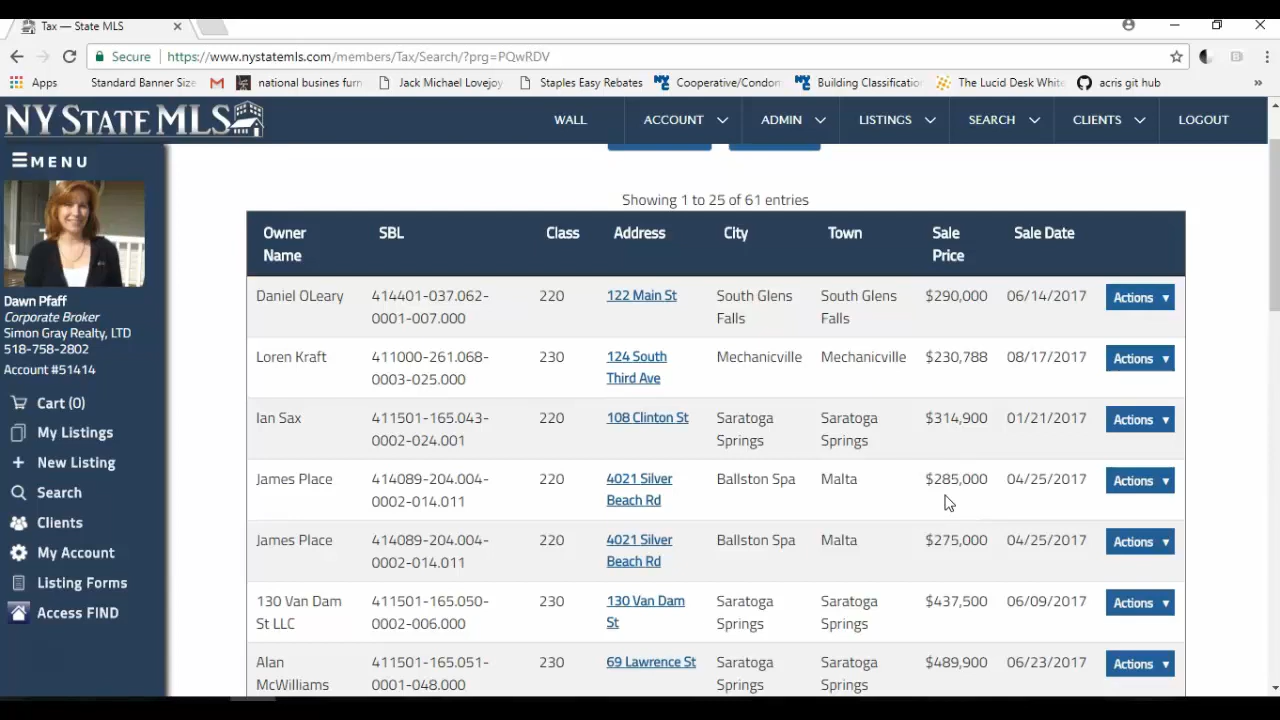 Tax — State MLS
Secure https://www.nystatemls.com/members/Tax/Search/?prg=PQwRDV
Apps Standard Banner Size national busines furn Jack Michael Lovejoy Staples Easy Rebates Cooperative/Condom Building Classification The Lucid Desk White acris git hub »
NY STATE MLS
WALL ACCOUNT ADMIN LISTINGS SEARCH CLIENTS LOGOUT
MENU
Dawn Pfaff
Corporate Broker
Simon Gray Realty, LTD
518-758-2802
Account #51414
Cart (0)
My Listings
New Listing
Search
Clients
My Account
Listing Forms
Access FIND
Showing 1 to 25 of 61 entries
Owner Name SBL Class Address City Town Sale Price Sale Date
Daniel OLeary 414401-037.062-0001-007.000 220 122 Main St South Glens Falls South Glens Falls $290,000 06/14/2017 Actions ▼
Loren Kraft 411000-261.068-0003-025.000 230 124 South Third Ave Mechanicville Mechanicville $230,788 08/17/2017 Actions ▼
Ian Sax 411501-165.043-0002-024.001 220 108 Clinton St Saratoga Springs Saratoga Springs $314,900 01/21/2017 Actions ▼
James Place 414089-204.004-0002-014.011 220 4021 Silver Beach Rd Ballston Spa Malta $285,000 04/25/2017 Actions ▼
James Place 414089-204.004-0002-014.011 220 4021 Silver Beach Rd Ballston Spa Malta $275,000 04/25/2017 Actions ▼
130 Van Dam St LLC 411501-165.050-0002-006.000 230 130 Van Dam St Saratoga Springs Saratoga Springs $437,500 06/09/2017 Actions ▼
Alan McWilliams 411501-165.051-0001-048.000 230 69 Lawrence St Saratoga Springs Saratoga Springs $489,900 06/23/2017 Actions ▼